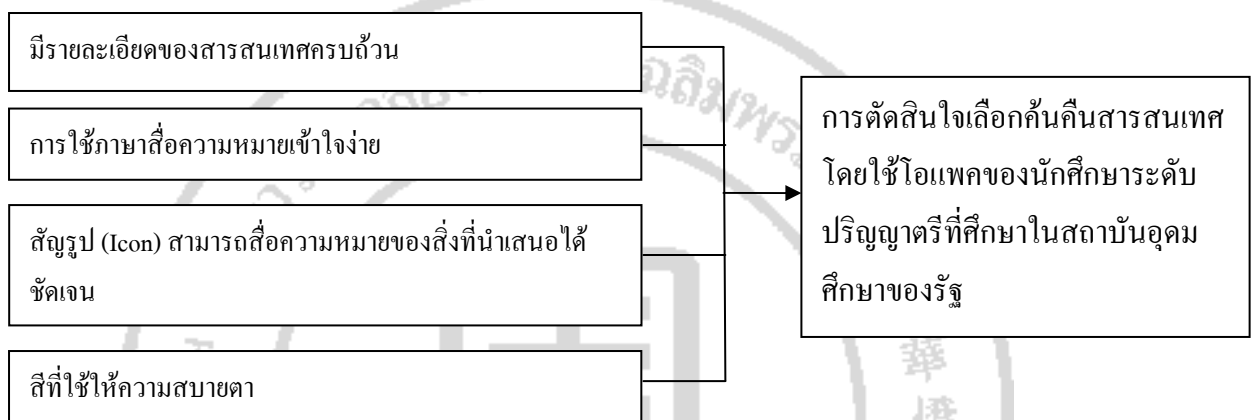 มีรายละเอียดของสารสนเทศครบถ้วน
การใช้ภาษาสื่อความหมายเข้าใจง่าย
สัญรูป (Icon) สามารถสื่อความหมายของสิ่งที่นำเสนอได้
ชัดเจน
สีที่ใช้ให้ความสบายตา
การตัดสินใจเลือกค้นคืนสารสนเทศ
โดยใช้โอแพคของนักศึกษาระดับ
ปริญญาตรีที่ศึกษาในสถาบันอุดม
ศึกษาของรัฐ